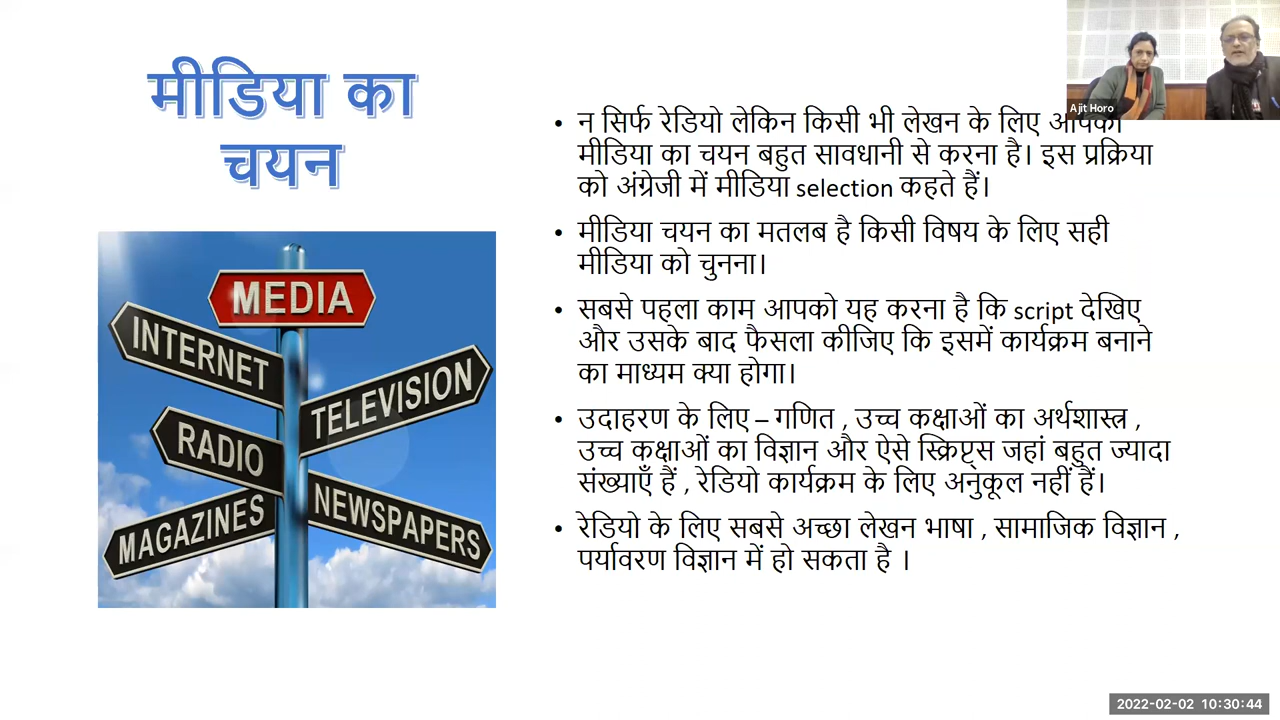 मीडिया का
चयन
MEDIA
INTERNET
TELEVISION
RADIO
NEWSPAPERS
MAGAZINES
• न सिर्फ रेडियो लेकिन किसी भी लेखन के लिए आपको
मीडिया का चयन बहुत सावधानी से करना है। इस प्रक्रिया
को अंग्रेजी में मीडिया selection कहते हैं।
• मीडिया चयन का मतलब है किसी विषय के लिए सही
मीडिया को चुनना।
• सबसे पहला काम आपको यह करना है कि script देखिए
और उसके बाद फैसला कीजिए कि इसमें कार्यक्रम बनाने
का माध्यम क्या होगा।
• उदाहरण के लिए – गणित , उच्च कक्षाओं का अर्थशास्त्र ,
उच्च कक्षाओं का विज्ञान और ऐसे स्क्रिप्ट्स जहां बहुत ज्यादा
संख्याएँ हैं , रेडियो कार्यक्रम के लिए अनुकूल नहीं हैं।
• रेडियो के लिए सबसे अच्छा लेखन भाषा , सामाजिक विज्ञान ,
पर्यावरण विज्ञान में हो सकता है ।
Ajit Horo
2022-02-02 10:30:44